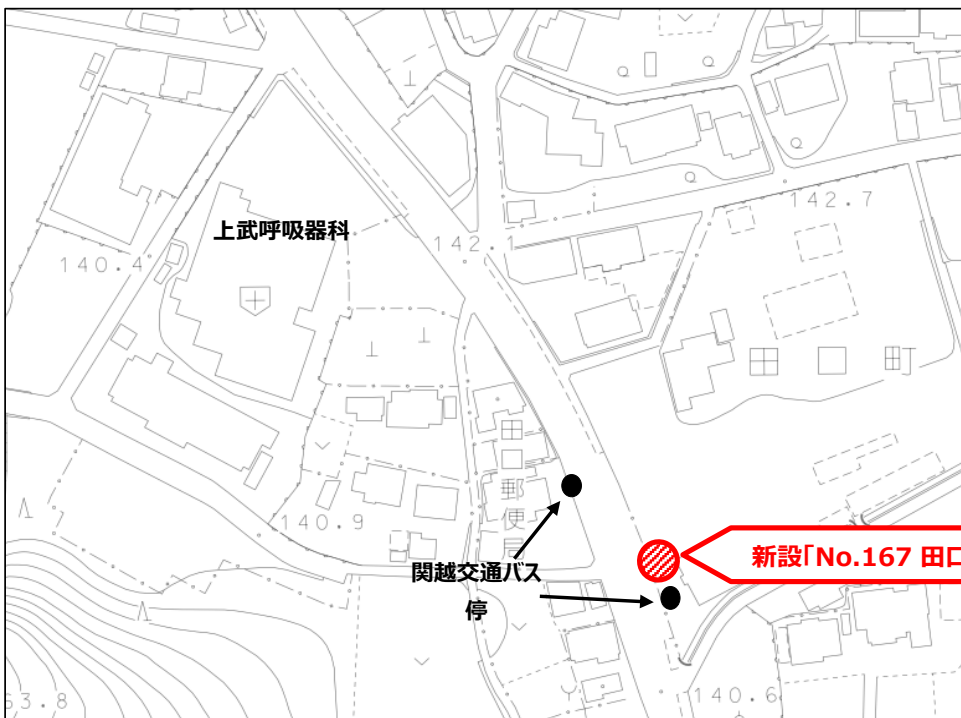 上武呼吸器科
142.1
142.7
140.4
田口町
田口
郵便局
140.9
関越交通バス
停
新設「No.167 田口
140.6
63.8